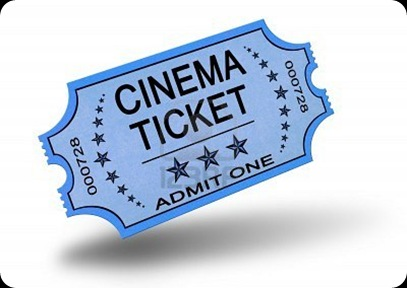 CINEMA
TICKET
ADMIT ONE
000728
000728